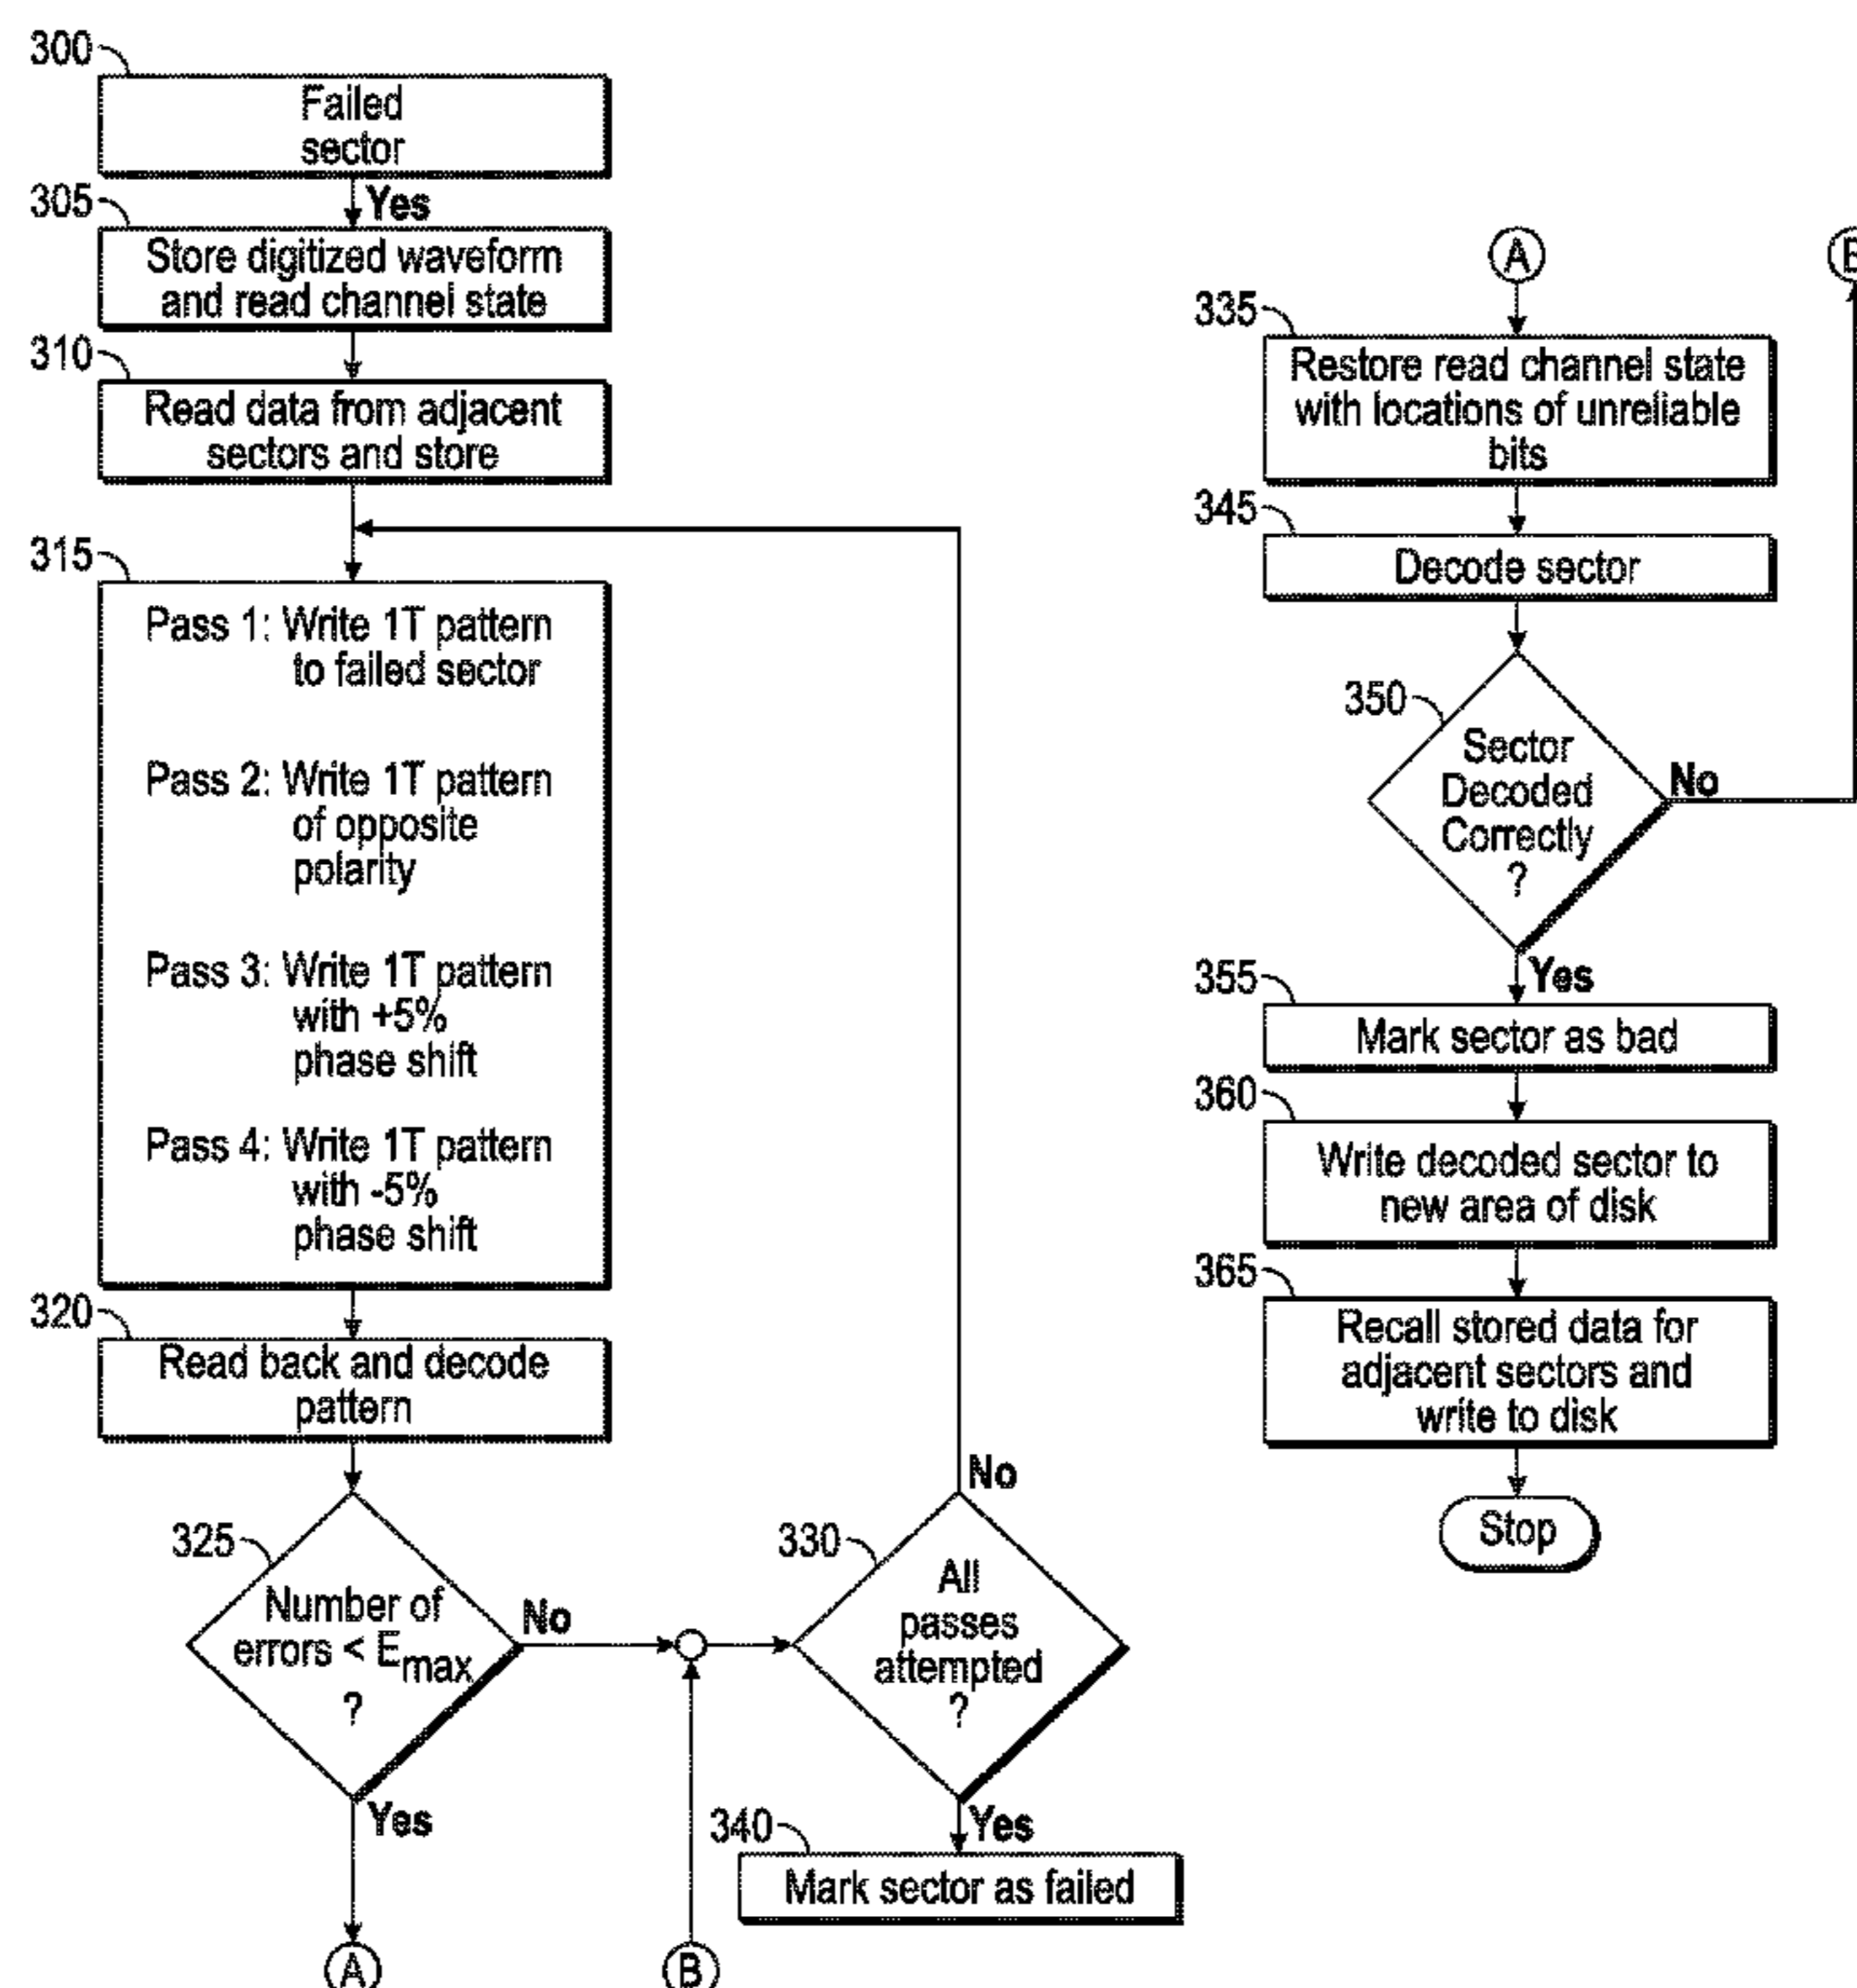 300
Failed
sector
Yes
305
Store digitized waveform
and read channel state
310
Read data from adjacent
sectors and store
315
Pass 1: Write 1T pattern
to failed sector
Pass 2: Write 1T pattern
of opposite
polarity
Pass 3: Write 1T pattern
with +5%
phase shift
Pass 4: Write 1T pattern
with -5%
phase shift
320
Read back and decode
pattern
325
Number of
errors < Emax
?
No
Yes
A
B
330
All
passes
attempted
?
No
Yes
340
Mark sector as failed
A
B
335
Restore read channel state
with locations of unreliable
bits
345
Decode sector
350
Sector
Decoded
Correctly
?
No
Yes
355
Mark sector as bad
360
Write decoded sector to
new area of disk
365
Recall stored data for
adjacent sectors and
write to disk
Stop